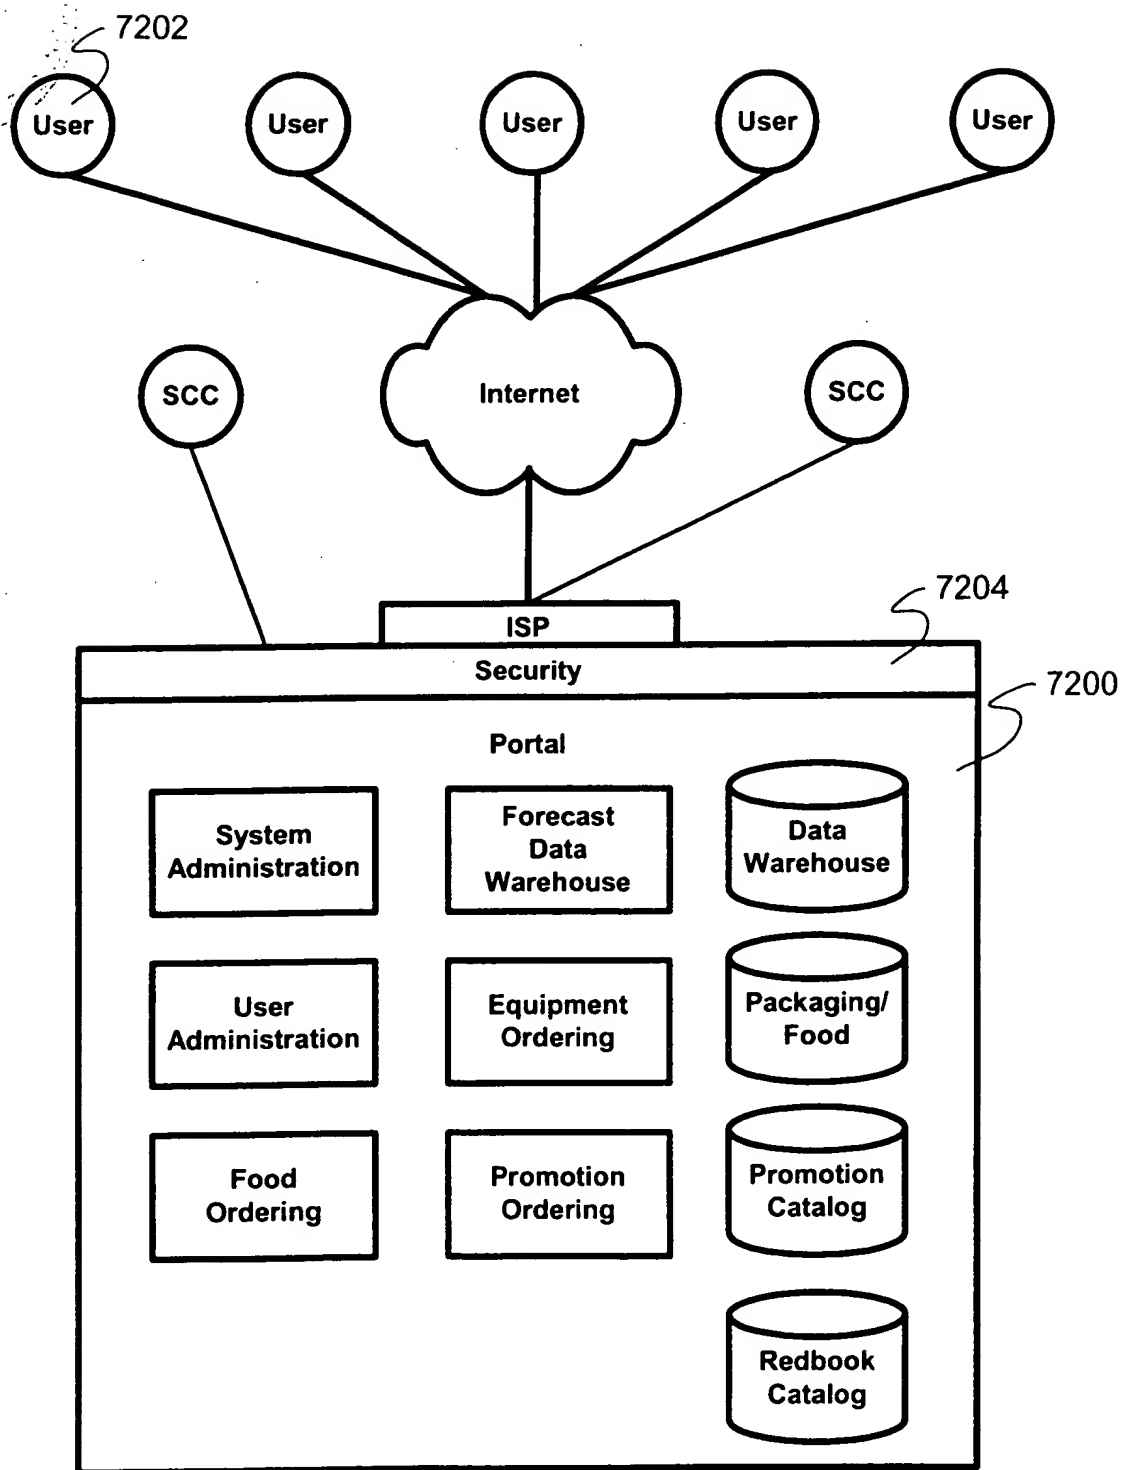 7202
User
User
User
User
User
SCC
Internet
SCC
7204
ISP
Security
7200
Portal
System
Administration
Forecast
Data
Warehouse
Data
Warehouse
User
Administration
Equipment
Ordering
Packaging/
Food
Food
Ordering
Promotion
Ordering
Promotion
Catalog
Redbook
Catalog